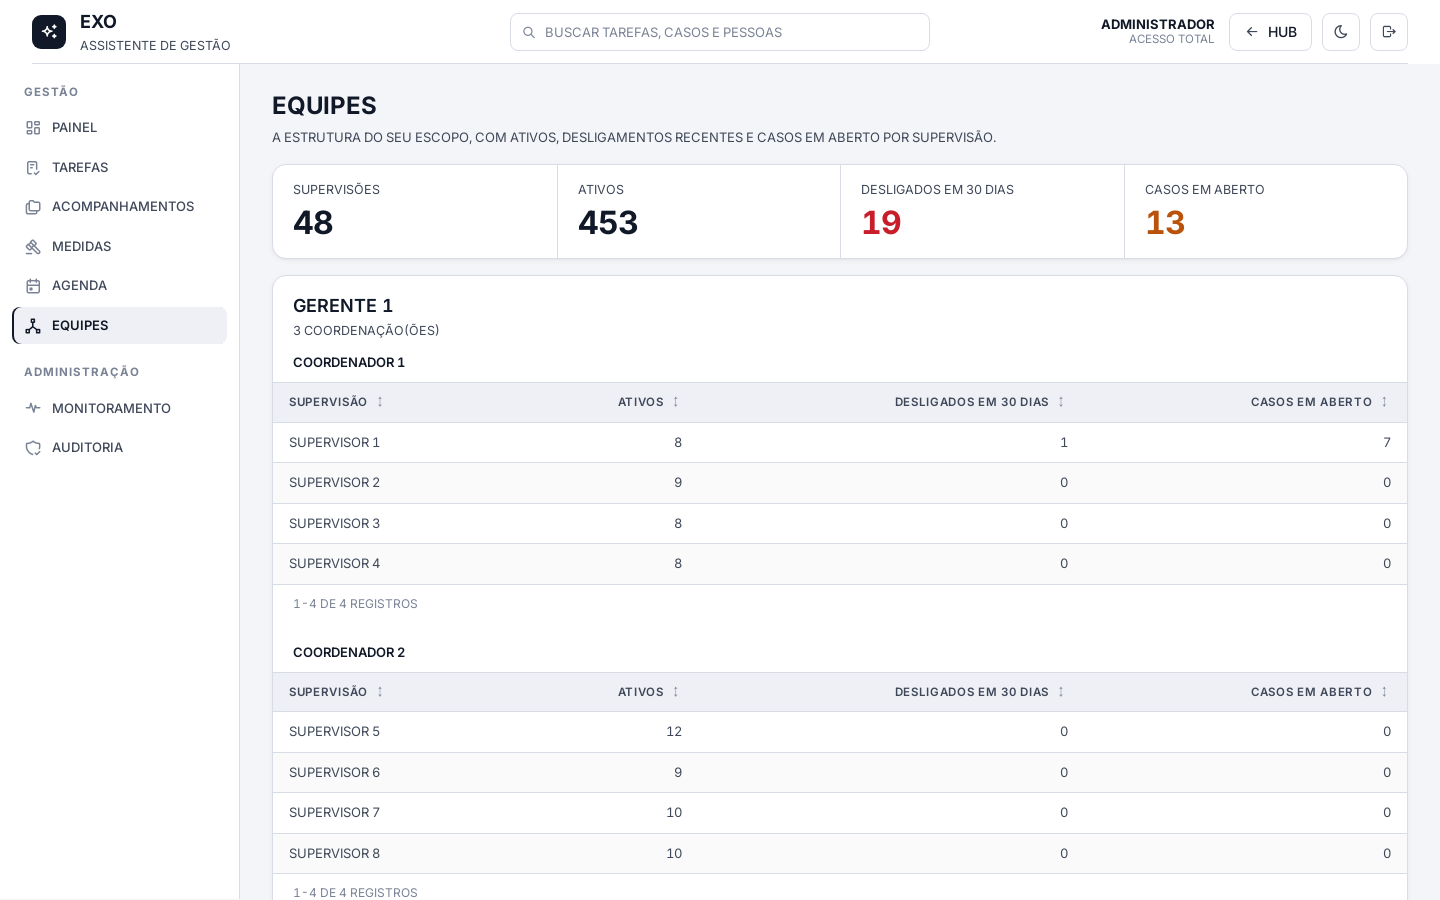 EXO
ASSISTENTE DE GESTÃO
BUSCAR TAREFAS, CASOS E PESSOAS
ADMINISTRADOR
ACESSO TOTAL
HUB
GESTÃO
PAINEL
TAREFAS
ACOMPANHAMENTOS
MEDIDAS
AGENDA
EQUIPES
ADMINISTRAÇÃO
MONITORAMENTO
AUDITORIA
EQUIPES
A ESTRUTURA DO SEU ESCOPO, COM ATIVOS, DESLIGAMENTOS RECENTES E CASOS EM ABERTO POR SUPERVISÃO.
SUPERVISÕES ATIVOS DESLIGADOS EM 30 DIAS CASOS EM ABERTO
48 453 19 13
GERENTE 1
3 COORDENAÇÃO(ÕES)
COORDENADOR 1
SUPERVISÃO ATIVOS DESLIGADOS EM 30 DIAS CASOS EM ABERTO
SUPERVISOR 1 8 1 7
SUPERVISOR 2 9 0 0
SUPERVISOR 3 8 0 0
SUPERVISOR 4 8 0 0
1-4 DE 4 REGISTROS
COORDENADOR 2
SUPERVISÃO ATIVOS DESLIGADOS EM 30 DIAS CASOS EM ABERTO
SUPERVISOR 5 12 0 0
SUPERVISOR 6 9 0 0
SUPERVISOR 7 10 0 0
SUPERVISOR 8 10 0 0
1-4 DE 4 REGISTROS